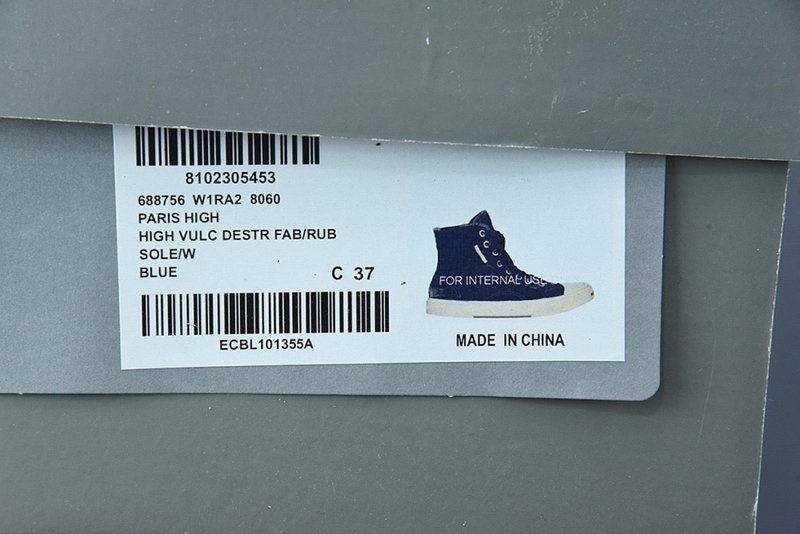 8102305453
688756 W1RA2 8060
PARIS HIGH
HIGH VULC DESTR FAB/RUB
SOLE/W
BLUE
C 37
FOR INTERNAL USE
ECBL101355A
MADE IN CHINA